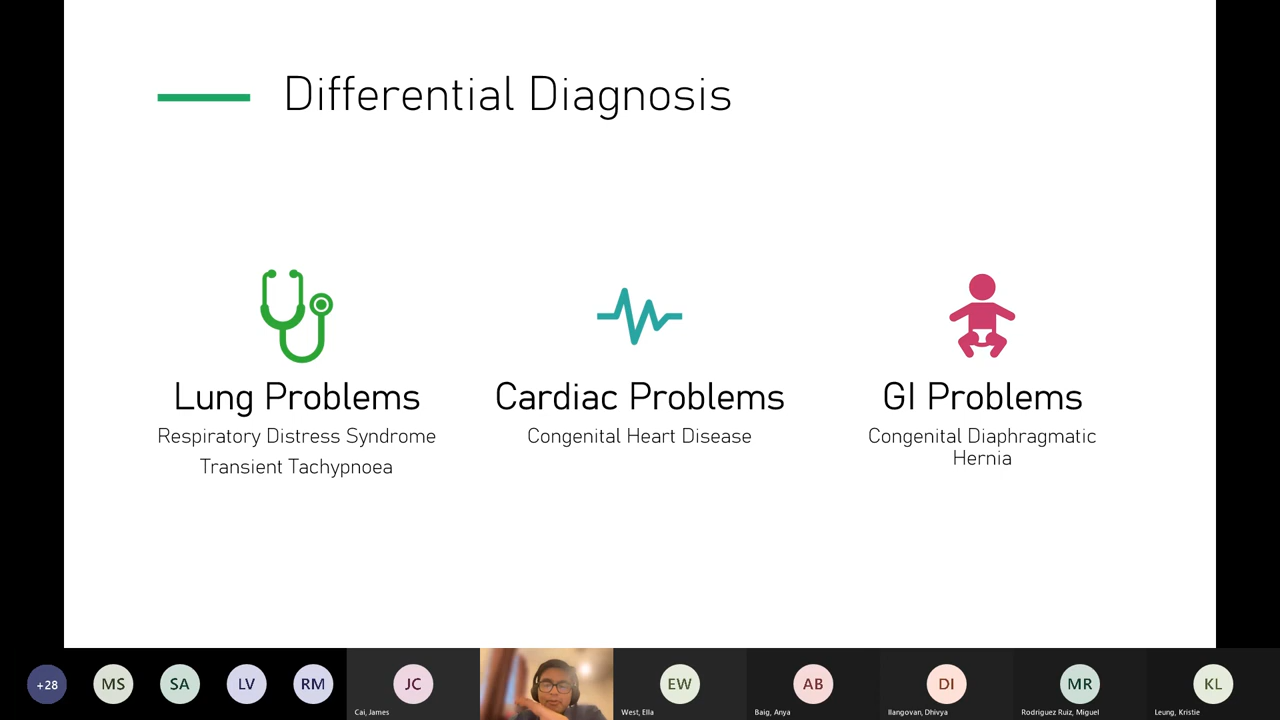 Differential Diagnosis
Lung Problems
Respiratory Distress Syndrome
Transient Tachypnoea
Cardiac Problems
Congenital Heart Disease
GI Problems
Congenital Diaphragmatic
Hernia
+28
MS
SA
LV
RM
JC
Cai, James
EW
West, Ella
AB
Baig, Anya
DI
Ilangovan, Dhivya
MR
Rodriguez Ruiz, Miguel
KL
Leung, Kristie